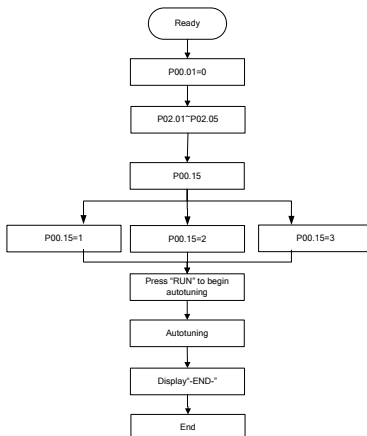 Ready
P00.01=0
P02.01~P02.05
P00.15
P00.15=1
P00.15=2
P00.15=3
Press "RUN" to begin
autotuning
Autotuning
Display"-END-"
End